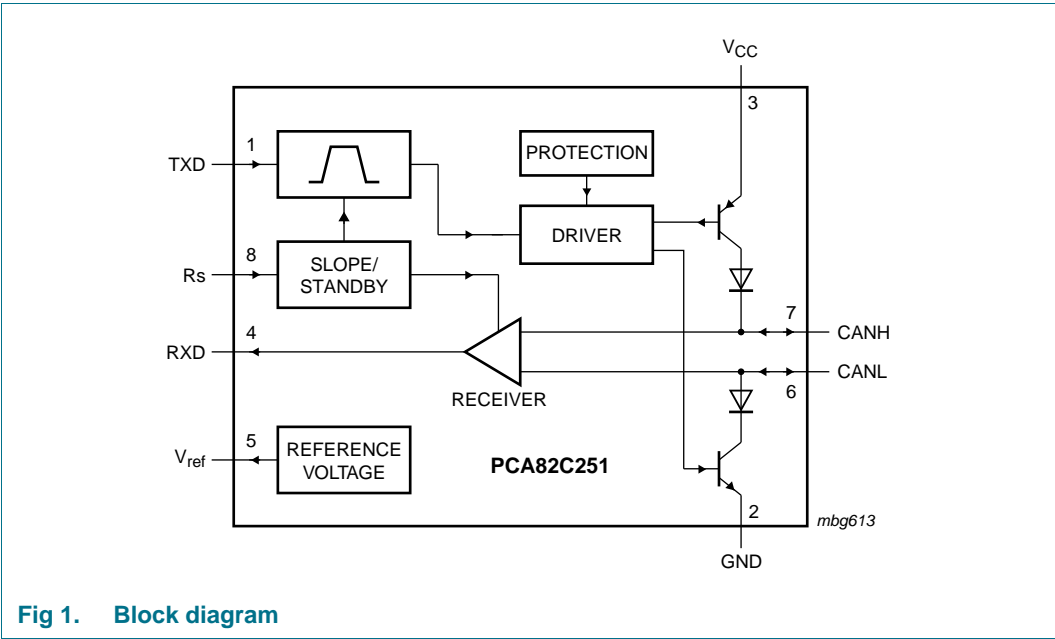 VCC
3
1
TXD
PROTECTION
DRIVER
8
Rs
SLOPE/
STANDBY
7
CANH
4
RXD
CANL
6
RECEIVER
5
Vref
REFERENCE
VOLTAGE
PCA82C251
2
mbg613
GND
Fig 1. Block diagram